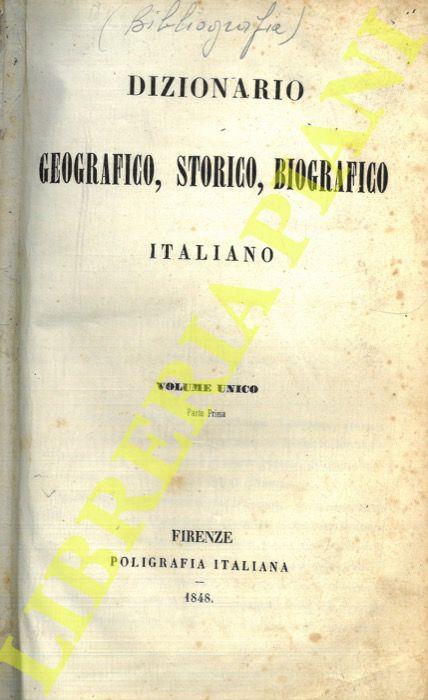 (Bibliografia)
DIZIONARIO
GEOGRAFICO, STORICO, BIOGRAFICO
ITALIANO
VOLUME UNICO
Parte Prima
FIRENZE
POLIGRAFIA ITALIANA
1848.
LIBRERIA PIANI